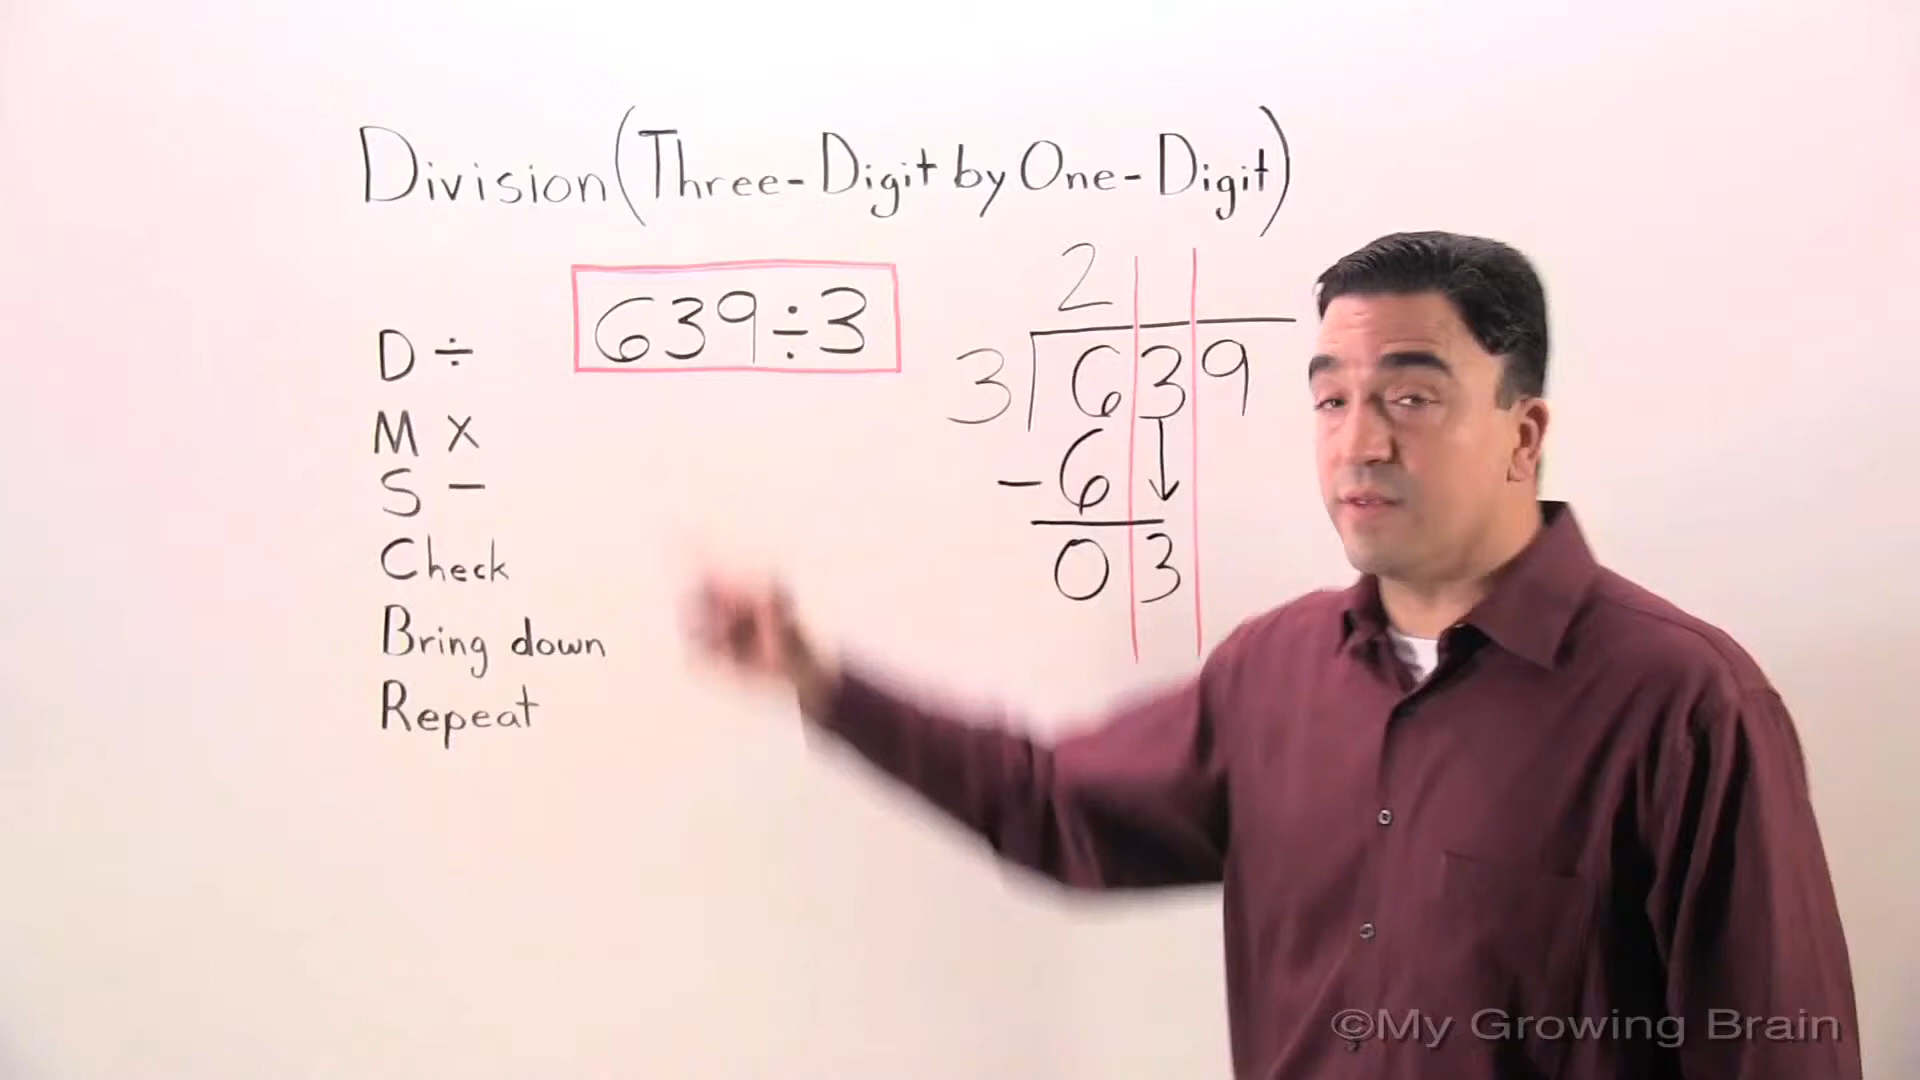 Division (Three-Digit by One-Digit)
639÷3
D ÷
M ×
S −
Check
Bring down
Repeat
2
3 639
−6
03
©My Growing Brain